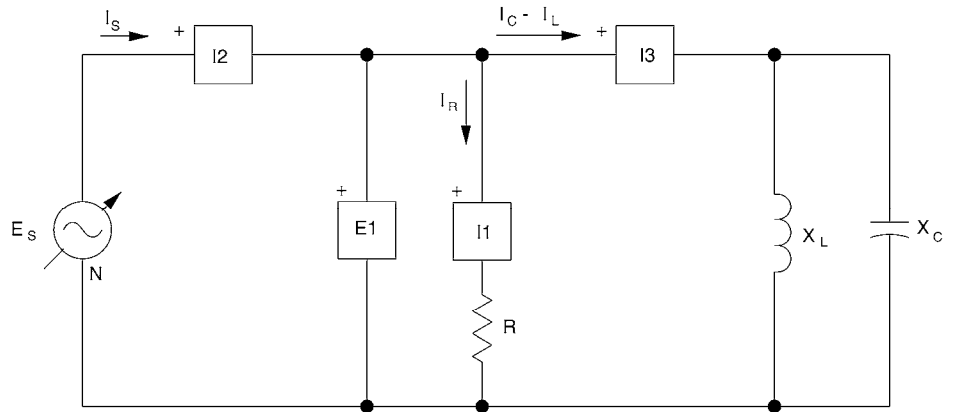 I_S
+
I2
I_C - I_L
+
I3
I_R
+
E1
+
I1
E_S
N
R
X_L
X_C